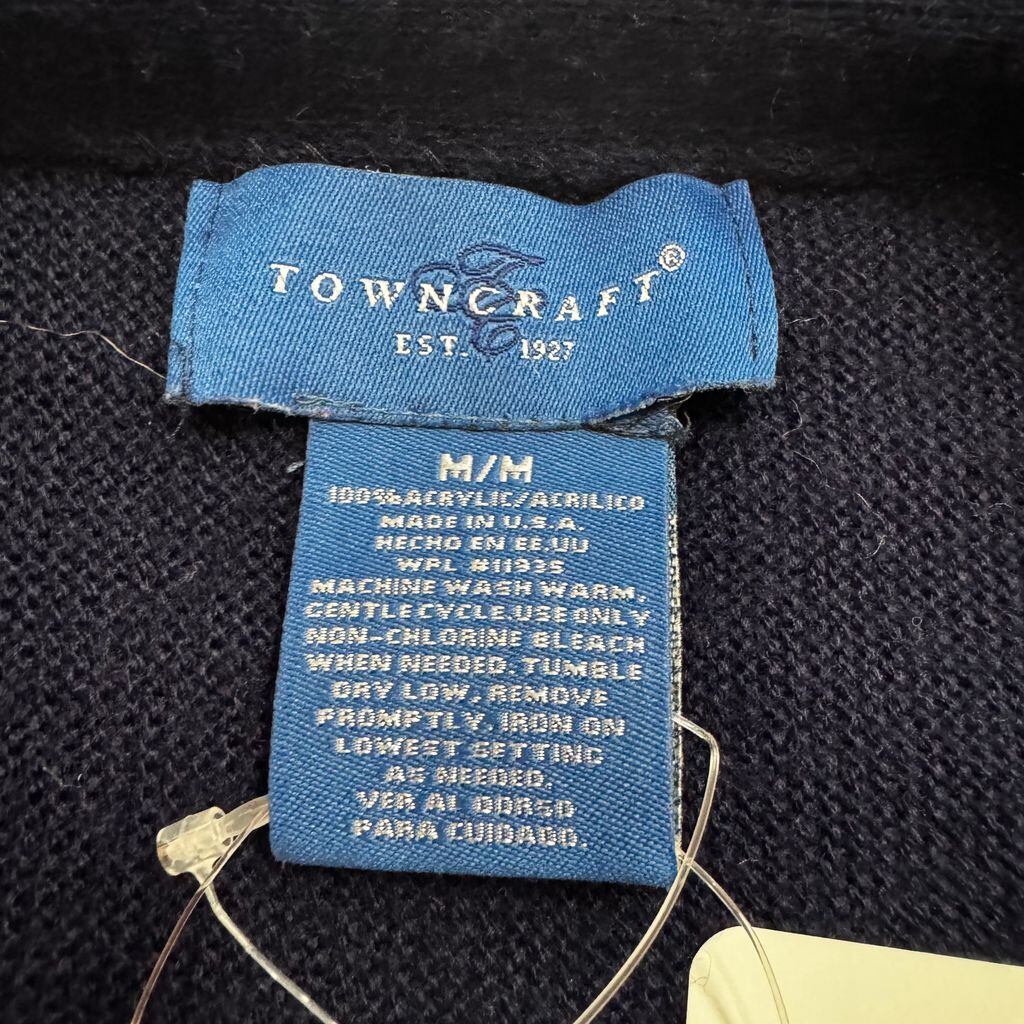 TOWNCRAFT®
EST. 1927
M/M
100% ACRYLIC/ACRILICO
MADE IN U.S.A.
HECHO EN EE.UU
WPL #11935
MACHINE WASH WARM,
GENTLE CYCLE. USE ONLY
NON-CHLORINE BLEACH
WHEN NEEDED. TUMBLE
DRY LOW, REMOVE
PROMPTLY, IRON ON
LOWEST SETTING
AS NEEDED.
VER AL DORSO
PARA CUIDADO.